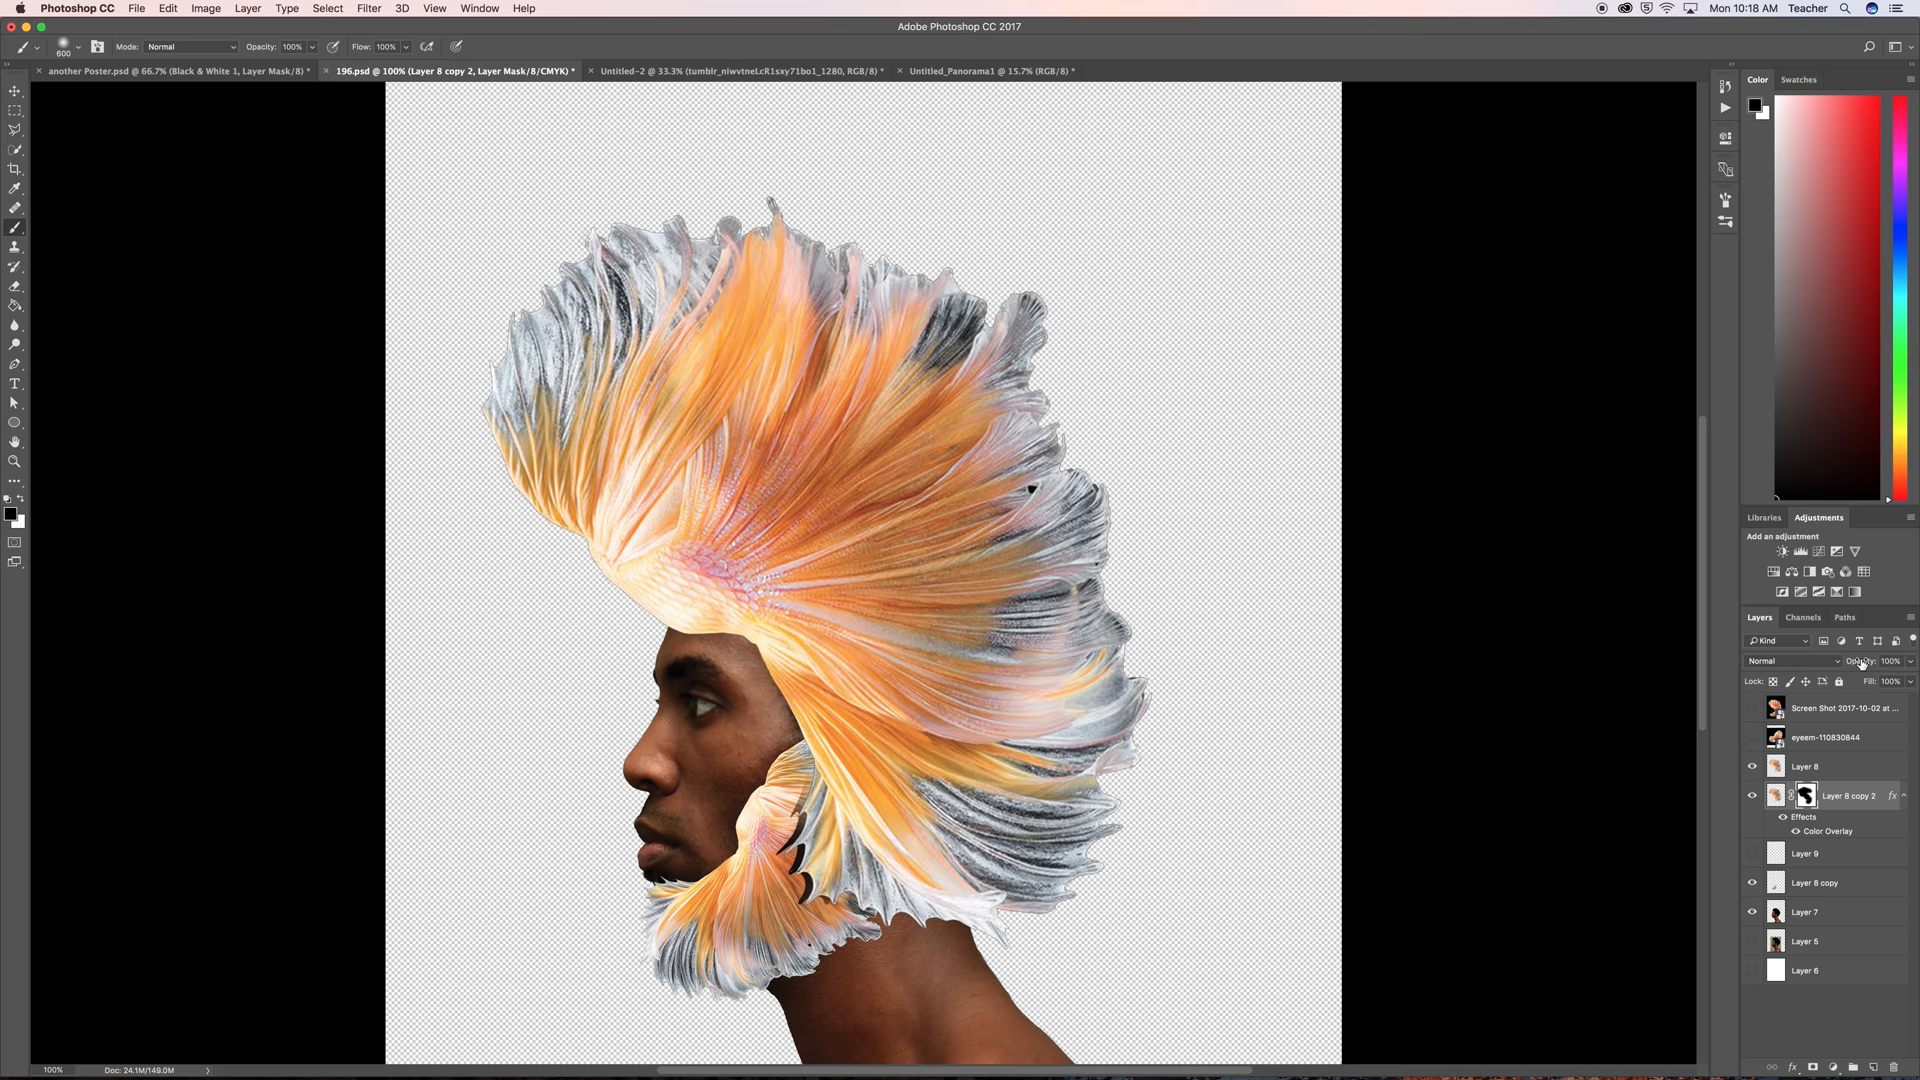 Photoshop CC File Edit Image Layer Type Select Filter 3D View Window Help Mon 10:18 AM Teacher
Adobe Photoshop CC 2017
600 Mode: Normal Opacity: 100% Flow: 100%
another Poster.psd @ 66.7% (Black & White 1, Layer Mask/8) *
196.psd @ 100% (Layer 8 copy 2, Layer Mask/8/CMYK) *
Untitled-2 @ 33.3% (tumblr_niwvtneLcR1sxy71bo1_1280, RGB/8) *
Untitled_Panorama1 @ 15.7% (RGB/8) *
Color Swatches
Libraries Adjustments
Add an adjustment
Layers Channels Paths
Kind
Normal 100%
Lock: Fill: 100%
Screen Shot 2017-10-02 at ...
eyeem-110830844
Layer 8
Layer 8 copy 2 fx
Effects
Color Overlay
Layer 9
Layer 8 copy
Layer 7
Layer 5
Layer 6
100% Doc: 24.1M/149.0M
fx